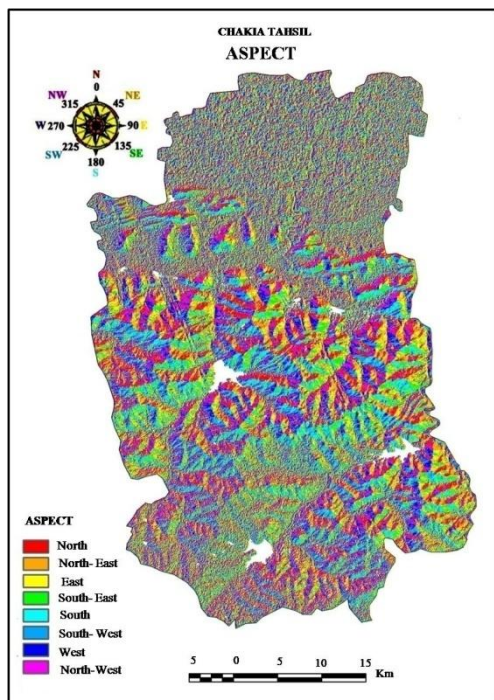 CHAKIA TAHSIL
ASPECT
N
0
NW NE
315 45
W 270 90 E
225 135
SW SE
180
S
ASPECT
North
North- East
East
South- East
South
South- West
West
North-West
5 0 5 10 15 Km